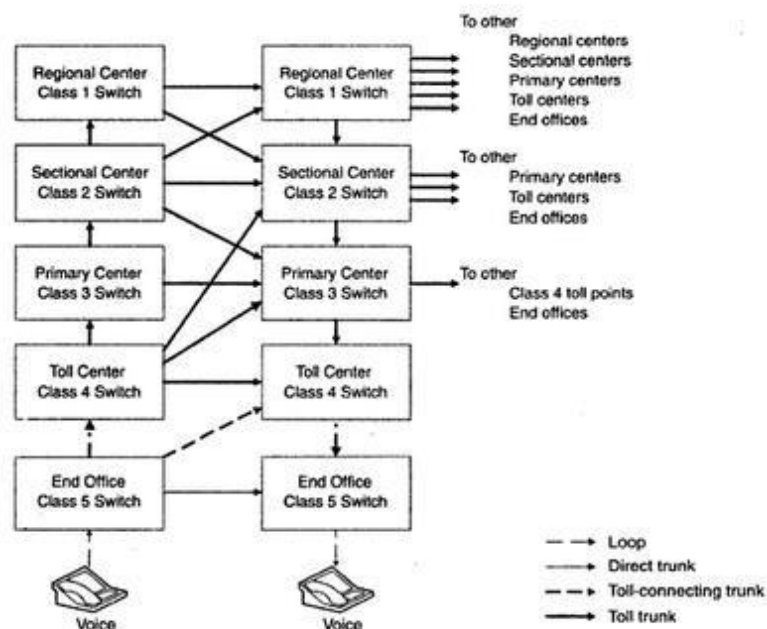 To other
Regional centers
Sectional centers
Primary centers
Toll centers
End offices
Regional Center
Class 1 Switch
Regional Center
Class 1 Switch
Sectional Center
Class 2 Switch
Sectional Center
Class 2 Switch
To other
Primary centers
Toll centers
End offices
Primary Center
Class 3 Switch
Primary Center
Class 3 Switch
To other
Class 4 toll points
End offices
Toll Center
Class 4 Switch
Toll Center
Class 4 Switch
End Office
Class 5 Switch
End Office
Class 5 Switch
Voice
Voice
Loop
Direct trunk
Toll-connecting trunk
Toll trunk